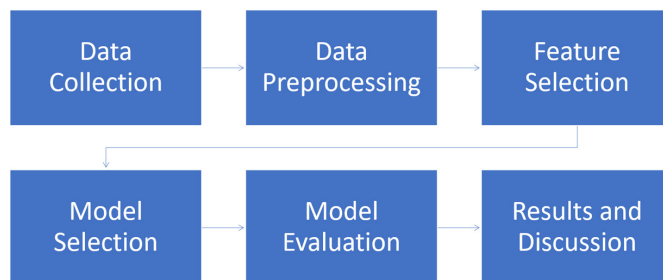 Data
Collection
Data
Preprocessing
Feature
Selection
Model
Selection
Model
Evaluation
Results and
Discussion